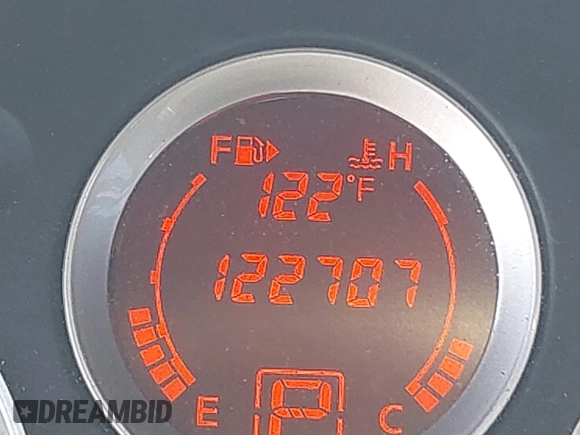 F H
122°F
122707
E P C
DREAMBID